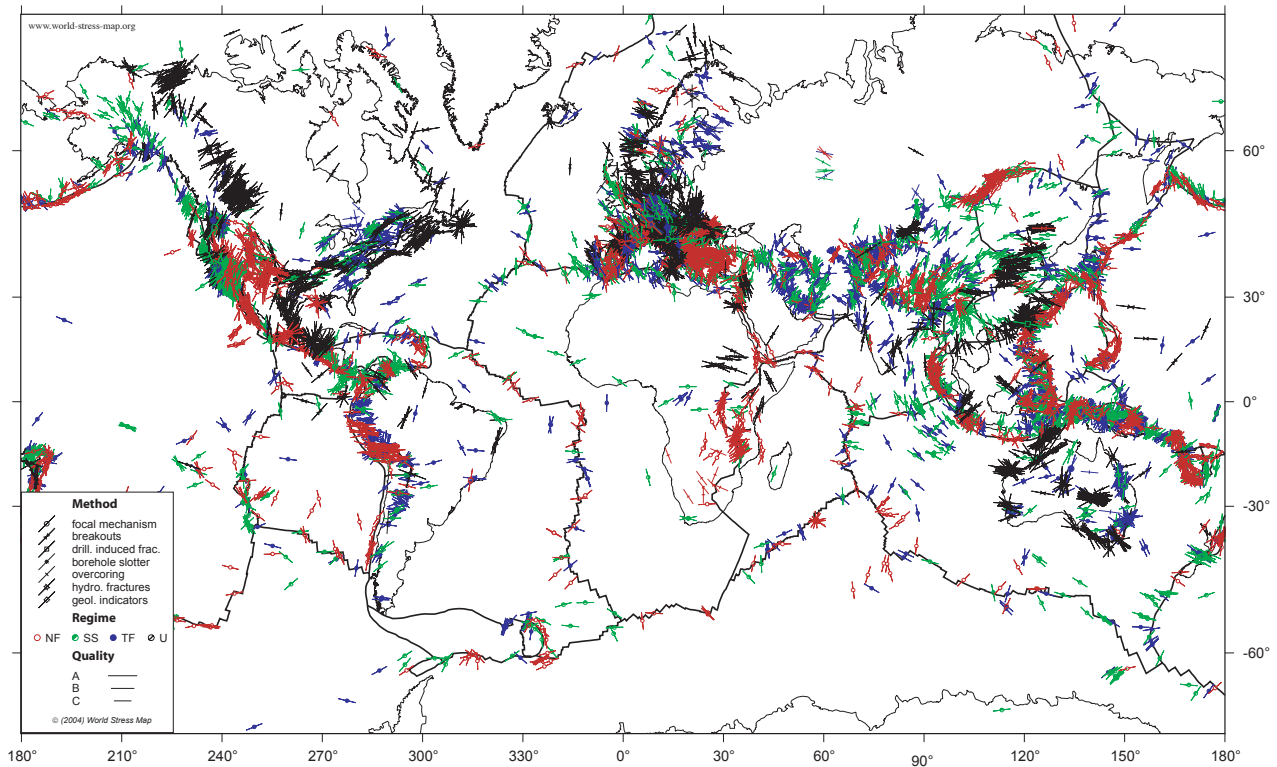 www.world-stress-map.org
60°
30°
0°
-30°
-60°
Method
focal mechanism
breakouts
drill. induced frac.
borehole slotter
overcoring
hydro. fractures
geol. indicators
Regime
NF SS TF U
Quality
A
B
C
© (2004) World Stress Map
180° 210° 240° 270° 300° 330° 0° 30° 60° 90° 120° 150° 180°